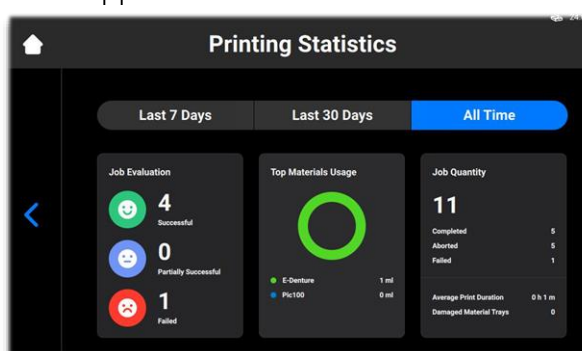 Printing Statistics
Last 7 Days
Last 30 Days
All Time
Job Evaluation
4
Successful
0
Partially Successful
1
Failed
Top Materials Usage
E-Denture 1 ml
Pic100 0 ml
Job Quantity
11
Completed 5
Aborted 5
Failed 1
Average Print Duration 0 h 1 m
Damaged Material Trays 0